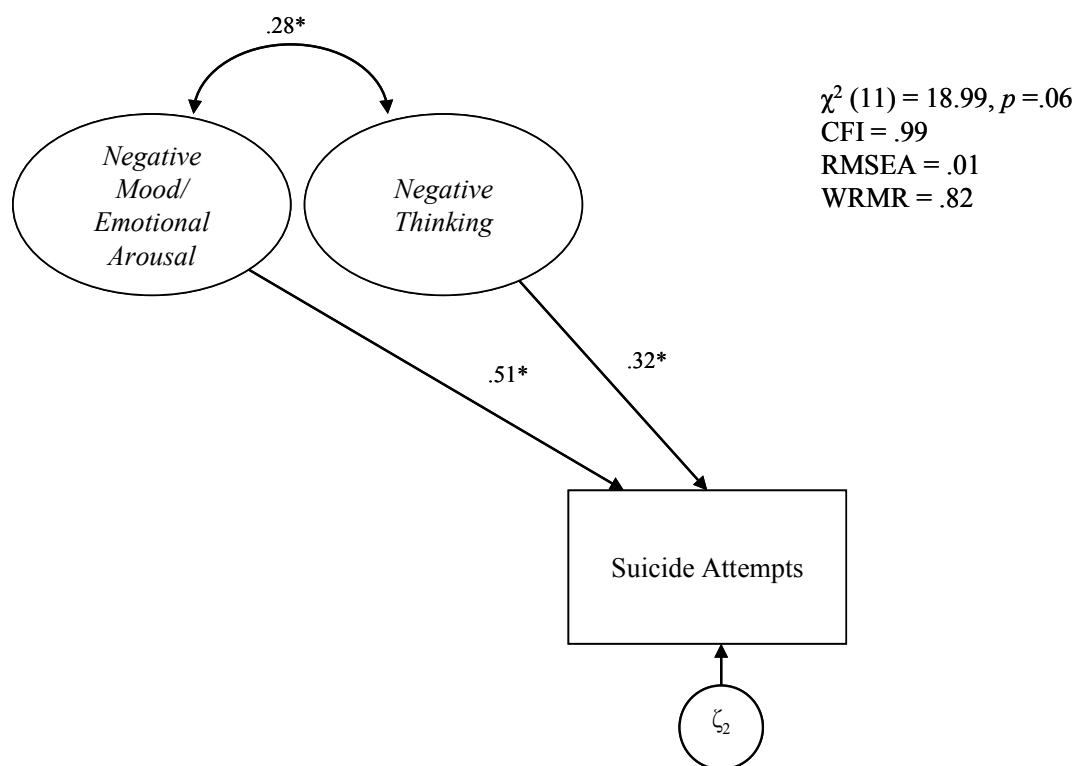 .28*
χ² (11) = 18.99, p =.06
CFI = .99
RMSEA = .01
WRMR = .82
Negative
Mood/
Emotional
Arousal
Negative
Thinking
.51*
.32*
Suicide Attempts
ζ₂